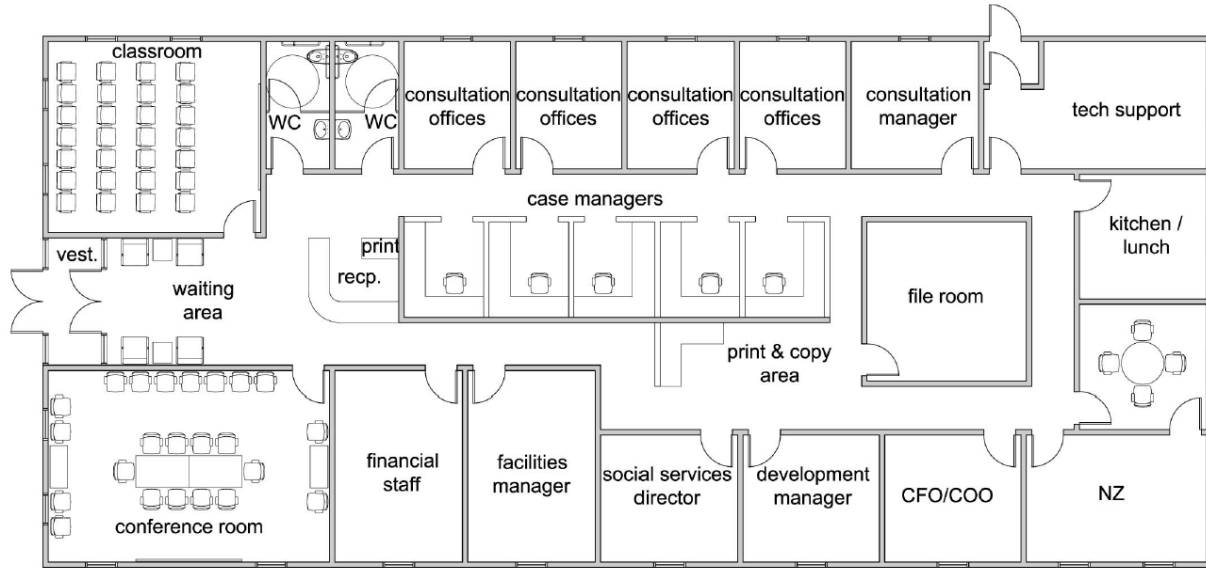 classroom
WC
WC
consultation
offices
consultation
offices
consultation
offices
consultation
offices
consultation
manager
tech support
case managers
kitchen /
lunch
vest.
print
recp.
waiting
area
file room
print & copy
area
conference room
financial
staff
facilities
manager
social services
director
development
manager
CFO/COO
NZ